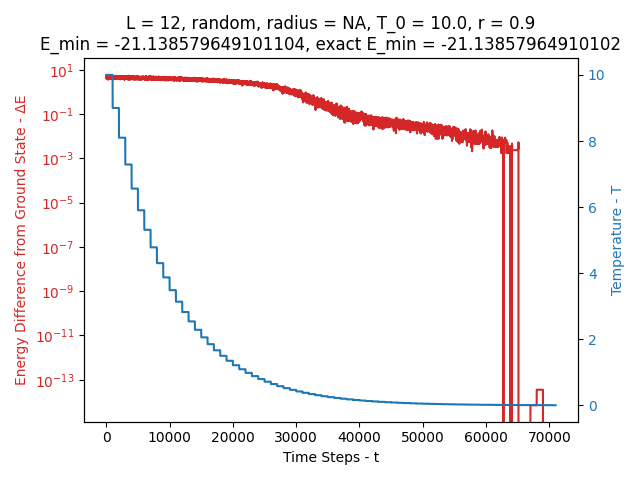 L = 12, random, radius = NA, T_0 = 10.0, r = 0.9
E_min = -21.138579649101104, exact E_min = -21.13857964910102
10^1
10^-1
10^-3
10^-5
10^-7
10^-9
10^-11
10^-13
Energy Difference from Ground State - ΔE
10
8
6
4
2
0
Temperature - T
0 10000 20000 30000 40000 50000 60000 70000
Time Steps - t